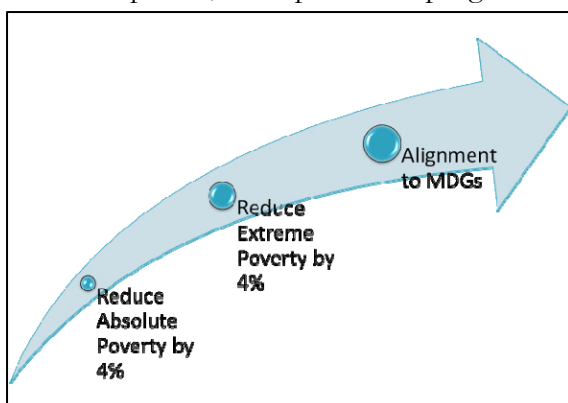 Reduce
Absolute
Poverty by
4%
Reduce
Extreme
Poverty by
4%
Alignment
to MDGs